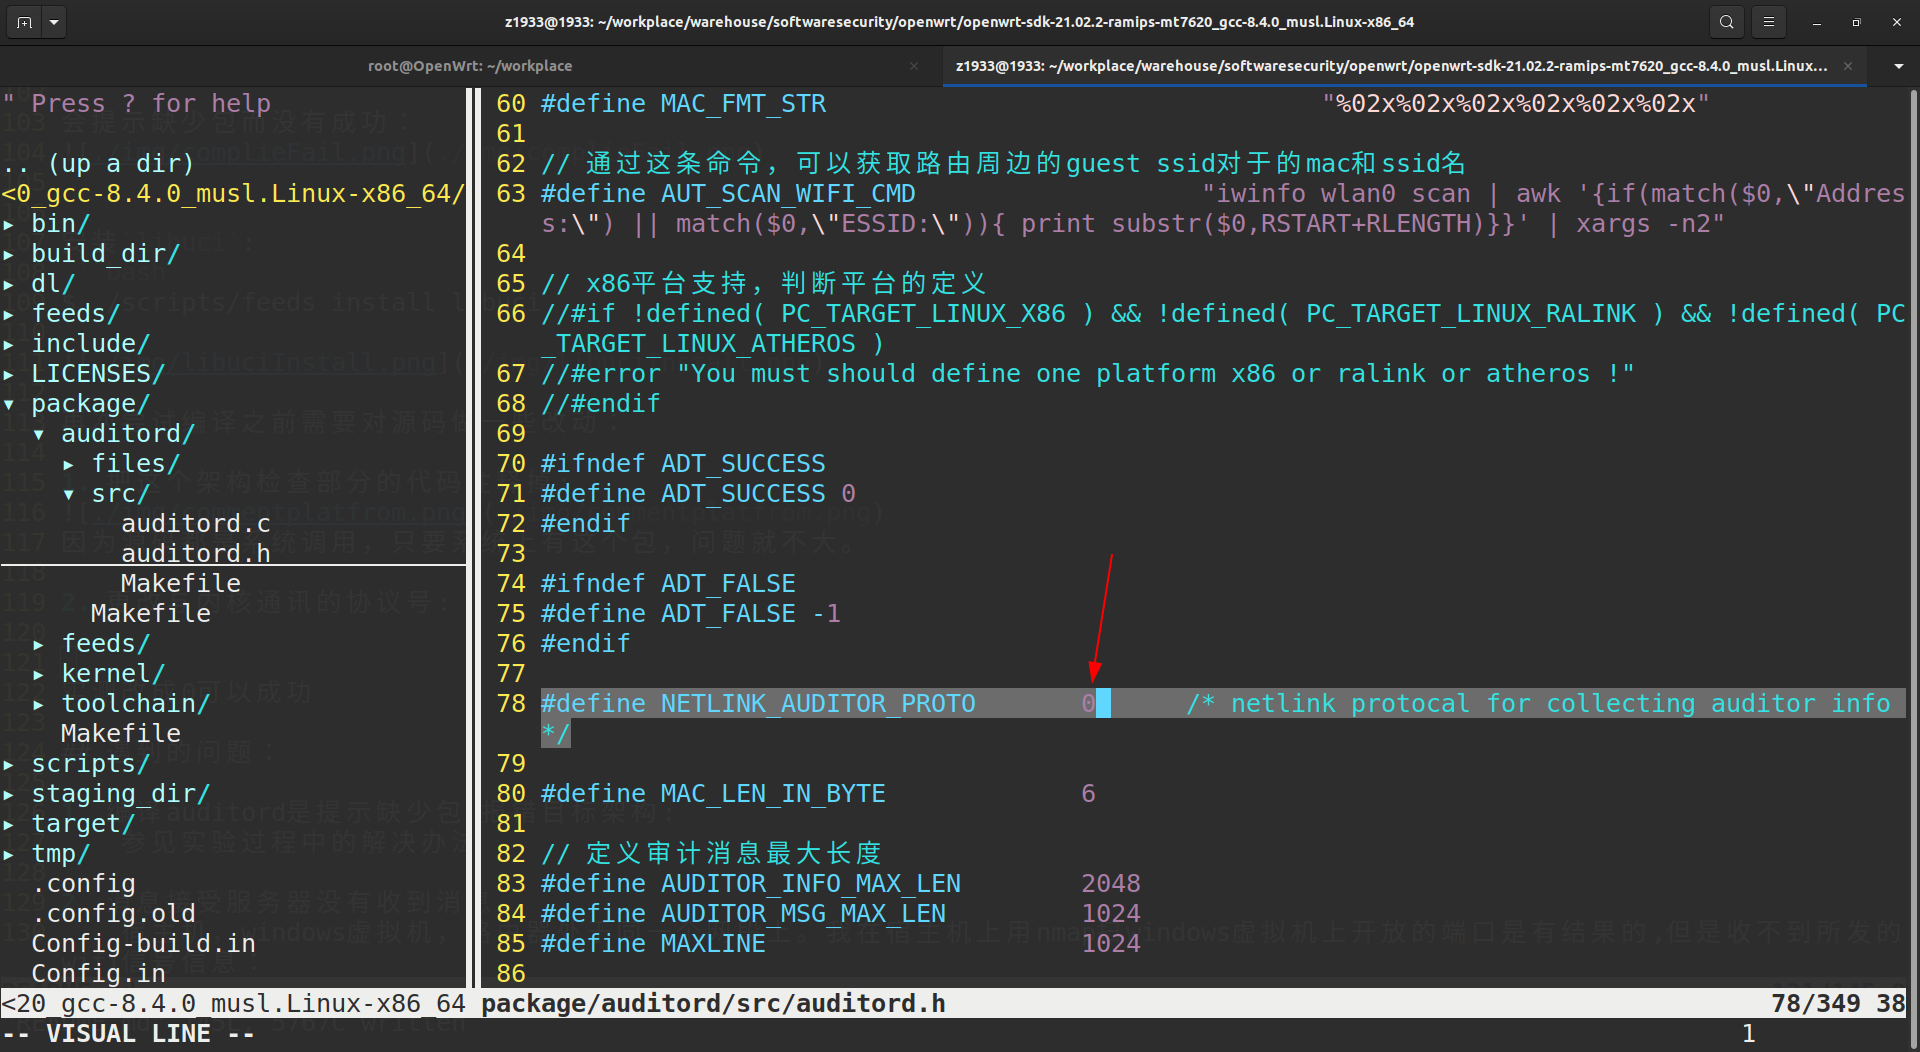 z1933@1933: ~/workplace/warehouse/softwaresecurity/openwrt/openwrt-sdk-21.02.2-ramips-mt7620_gcc-8.4.0_musl.Linux-x86_64
root@OpenWrt: ~/workplace
z1933@1933: ~/workplace/warehouse/softwaresecurity/openwrt/openwrt-sdk-21.02.2-ramips-mt7620_gcc-8.4.0_musl.Linux...
" Press ? for help
.. (up a dir)
<0_gcc-8.4.0_musl.Linux-x86_64/
▸ bin/
▸ build_dir/
▸ dl/
▸ feeds/
▸ include/
▸ LICENSES/
▾ package/
▾ auditord/
▸ files/
▾ src/
auditord.c
auditord.h
Makefile
Makefile
▸ feeds/
▸ kernel/
▸ toolchain/
Makefile
▸ scripts/
▸ staging_dir/
▸ target/
▸ tmp/
.config
.config.old
Config-build.in
Config.in
<20_gcc-8.4.0_musl.Linux-x86_64
60 #define MAC_FMT_STR "%02x%02x%02x%02x%02x%02x"
61
62 // 通过这条命令，可以获取路由周边的guest ssid对于的mac和ssid名
63 #define AUT_SCAN_WIFI_CMD "iwinfo wlan0 scan | awk '{if(match($0,\"Addres
s:\") || match($0,\"ESSID:\")){ print substr($0,RSTART+RLENGTH)}}' | xargs -n2"
64
65 // x86平台支持，判断平台的定义
66 //#if !defined( PC_TARGET_LINUX_X86 ) && !defined( PC_TARGET_LINUX_RALINK ) && !defined( PC
_TARGET_LINUX_ATHEROS )
67 //#error "You must should define one platform x86 or ralink or atheros !"
68 //#endif
69
70 #ifndef ADT_SUCCESS
71 #define ADT_SUCCESS 0
72 #endif
73
74 #ifndef ADT_FALSE
75 #define ADT_FALSE -1
76 #endif
77
78 #define NETLINK_AUDITOR_PROTO 0 /* netlink protocal for collecting auditor info
*/
79
80 #define MAC_LEN_IN_BYTE 6
81
82 // 定义审计消息最大长度
83 #define AUDITOR_INFO_MAX_LEN 2048
84 #define AUDITOR_MSG_MAX_LEN 1024
85 #define MAXLINE 1024
86
package/auditord/src/auditord.h 78/349 38
-- VISUAL LINE -- 1